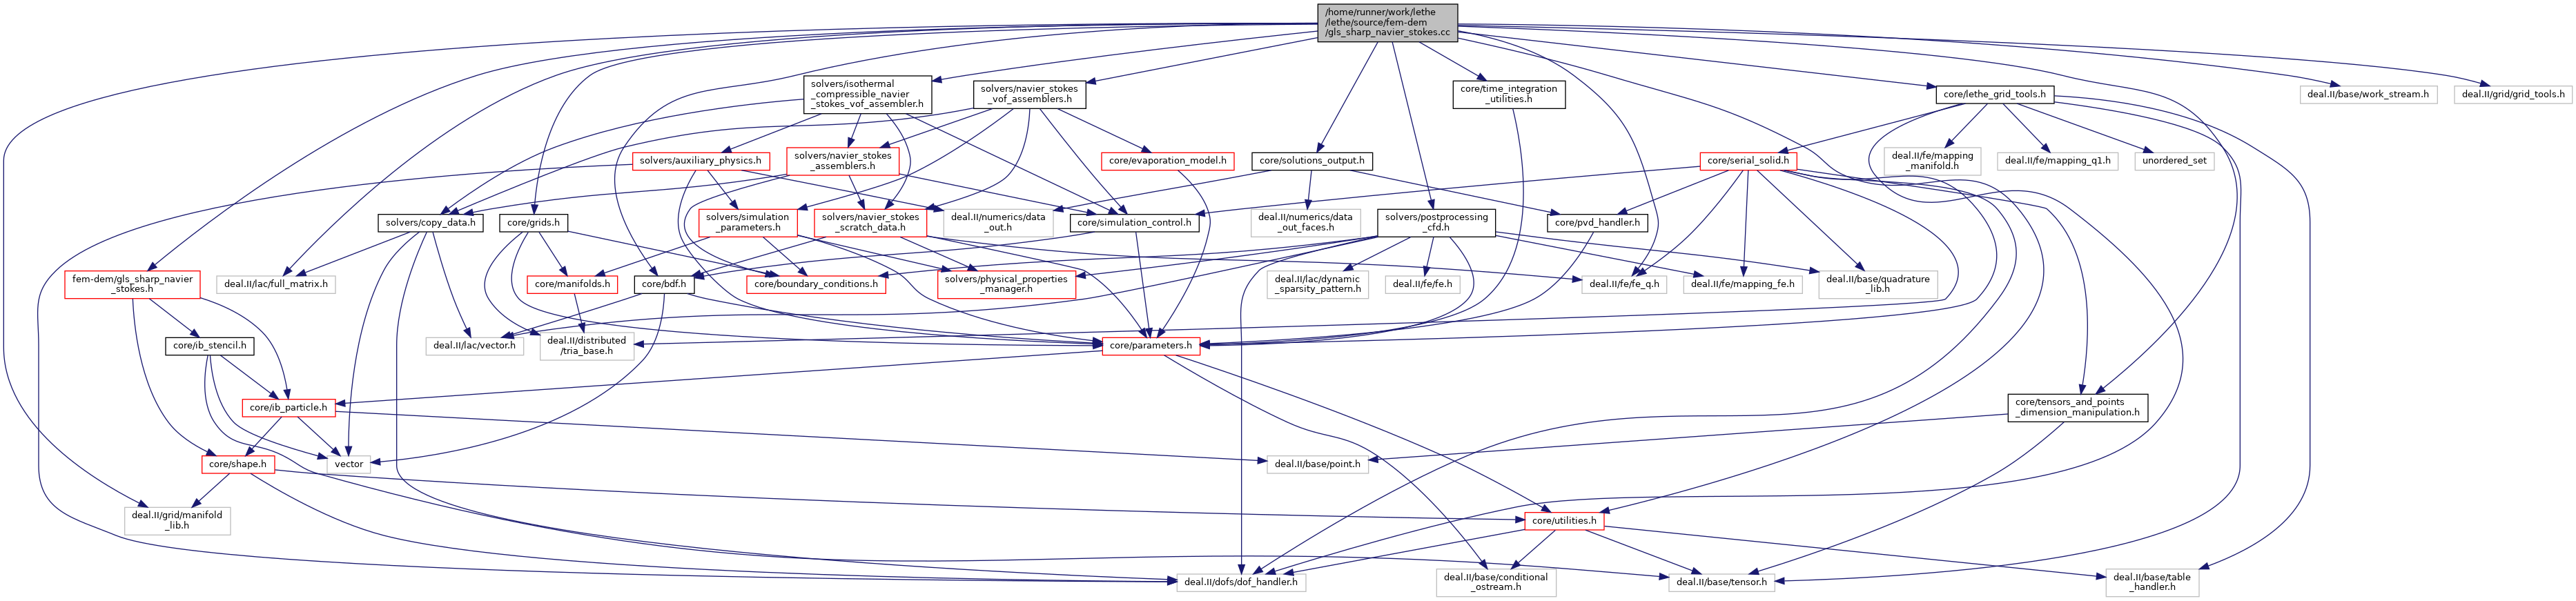 /home/runner/work/lethe
/lethe/source/fem-dem
/gls_sharp_navier_stokes.cc
solvers/isothermal
_compressible_navier
_stokes_vof_assembler.h
solvers/navier_stokes
_vof_assemblers.h
core/time_integration
_utilities.h
core/lethe_grid_tools.h
deal.II/base/work_stream.h
deal.II/grid/grid_tools.h
solvers/auxiliary_physics.h
solvers/navier_stokes
_assemblers.h
core/evaporation_model.h
core/solutions_output.h
core/serial_solid.h
deal.II/fe/mapping
_manifold.h
deal.II/fe/mapping_q1.h
unordered_set
solvers/copy_data.h
core/grids.h
solvers/simulation
_parameters.h
solvers/navier_stokes
_scratch_data.h
deal.II/numerics/data
_out.h
core/simulation_control.h
deal.II/numerics/data
_out_faces.h
solvers/postprocessing
_cfd.h
core/pvd_handler.h
fem-dem/gls_sharp_navier
_stokes.h
deal.II/lac/full_matrix.h
core/manifolds.h
core/bdf.h
core/boundary_conditions.h
solvers/physical_properties
_manager.h
deal.II/lac/dynamic
_sparsity_pattern.h
deal.II/fe/fe.h
deal.II/fe/fe_q.h
deal.II/fe/mapping_fe.h
deal.II/base/quadrature
_lib.h
core/ib_stencil.h
deal.II/lac/vector.h
deal.II/distributed
/tria_base.h
core/parameters.h
core/ib_particle.h
core/tensors_and_points
_dimension_manipulation.h
core/shape.h
vector
deal.II/base/point.h
deal.II/grid/manifold
_lib.h
core/utilities.h
deal.II/dofs/dof_handler.h
deal.II/base/conditional
_ostream.h
deal.II/base/tensor.h
deal.II/base/table
_handler.h